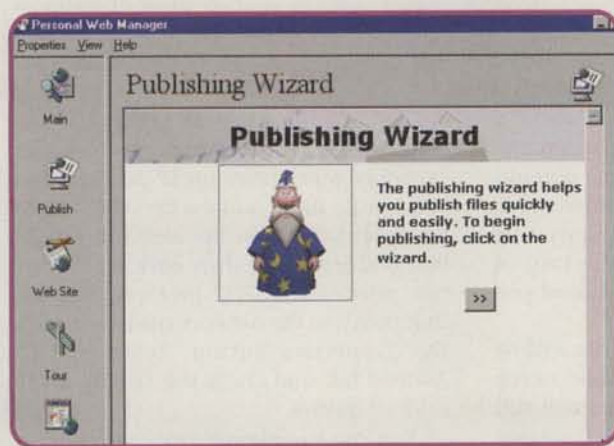 Personal Web Manager
Properties View Help
Main
Publish
Web Site
Tour
Publishing Wizard
Publishing Wizard
The publishing wizard helps
you publish files quickly
and easily. To begin
publishing, click on the
wizard.
>>